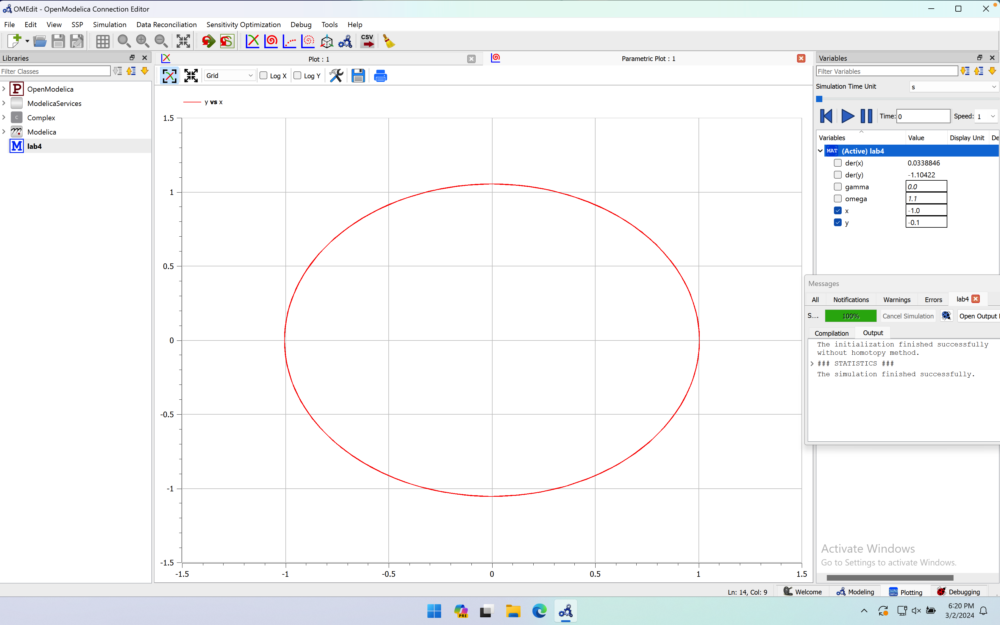 OMEdit - OpenModelica Connection Editor
File Edit View SSP Simulation Data Reconciliation Sensitivity Optimization Debug Tools Help
CSV
Libraries
Filter Classes
P OpenModelica
ModelicaServices
C Complex
Modelica
M lab4
Plot : 1
Parametric Plot : 1
Grid
Log X
Log Y
y vs x
1.5
1
0.5
0
-0.5
-1
-1.5
-1.5 -1 -0.5 0 0.5 1 1.5
Variables
Filter Variables
Simulation Time Unit s
Time: 0 Speed: 1
Variables Value Display Unit De
MAT (Active) lab4
der(x) 0.0338846
der(y) -1.10422
gamma 0.0
omega 1.1
x -1.0
y -0.1
Messages
All Notifications Warnings Errors lab4
S.... 100% Cancel Simulation Open Output
Compilation Output
The initialization finished successfully
without homotopy method.
### STATISTICS ###
The simulation finished successfully.
Activate Windows
Go to Settings to activate Windows.
Ln: 14, Col: 9 Welcome Modeling Plotting Debugging
PRE
6:20 PM
3/2/2024